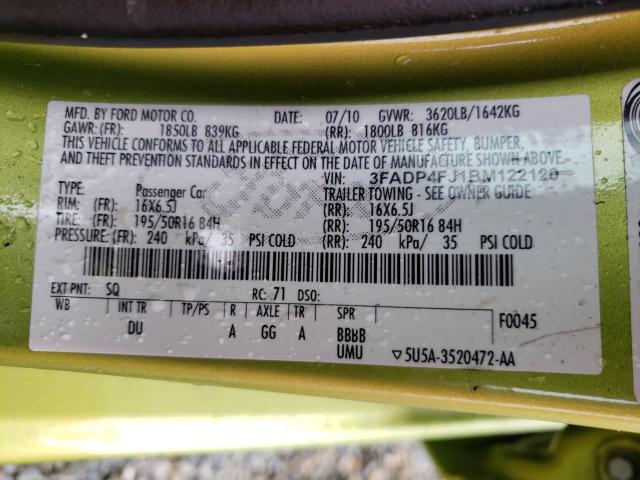 MFD. BY FORD MOTOR CO. DATE: 07/10 GVWR: 3620LB/1642KG
GAWR: (FR): 1850LB 839KG (RR): 1800LB 816KG
THIS VEHICLE CONFORMS TO ALL APPLICABLE FEDERAL MOTOR VEHICLE SAFETY, BUMPER,
AND THEFT PREVENTION STANDARDS IN EFFECT ON THE DATE OF MANUFACTURE SHOWN ABOVE.
VIN: 3FADP4FJ1BM122120
TYPE: Passenger Car TRAILER TOWING - SEE OWNER GUIDE
RIM: (FR): 16X6.5J (RR): 16X6.5J
TIRE: (FR): 195/50R16 84H (RR): 195/50R16 84H
PRESSURE: (FR): 240 kPa/ 35 PSI COLD (RR): 240 kPa/ 35 PSI COLD
EXT PNT: SQ RC: 71 DSO:
WB INT TR TP/PS R AXLE TR SPR F0045
DU A GG A BBBB
UMU ▽5U5A-3520472-AA